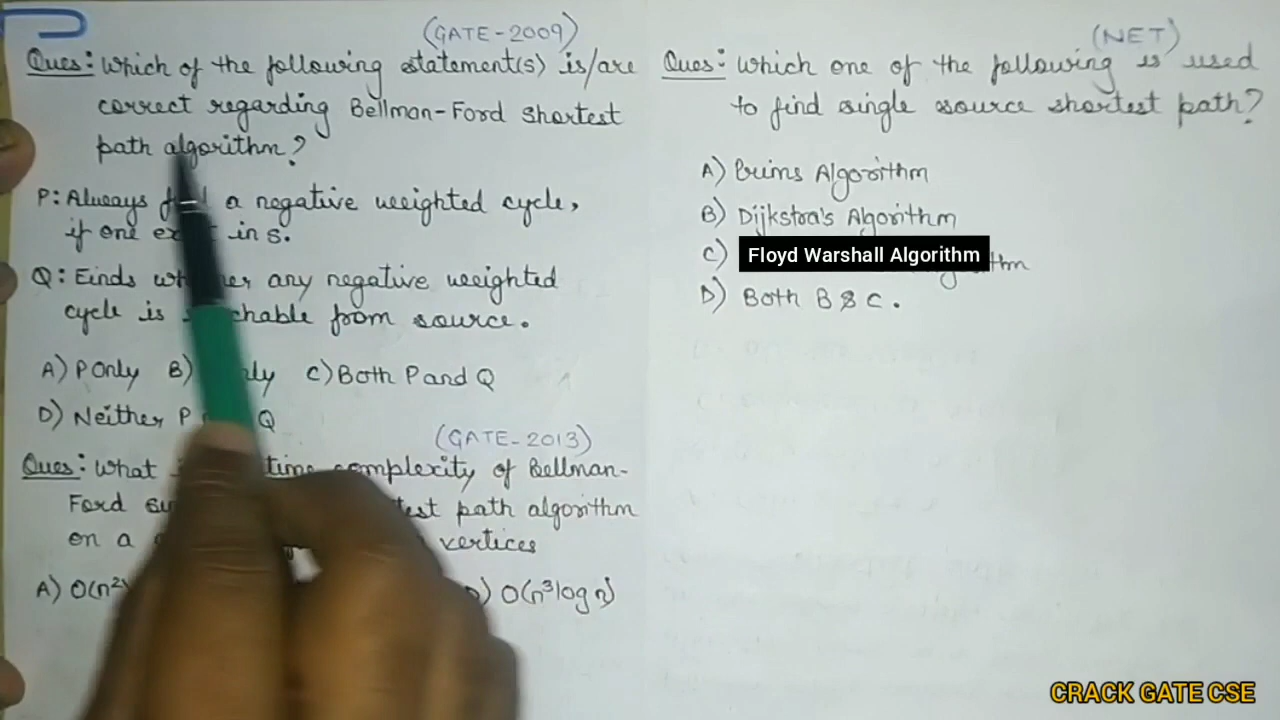 (GATE-2009)
Ques: Which of the following statement(s) is/are
correct regarding Bellman-Ford shortest
path algorithm?
P: Always a negative weighted cycle,
if one in s.
Q: Finds any negative weighted
cycle is from source.
A) P Only B) C) Both P and Q
D) Neither P Q
(GATE-2013)
Ques: What time complexity of Bellman-
Ford path algorithm
on a vertices
A) O(n²) O(n³logn)
(NET)
Ques: Which one of the following is used
to find single source shortest path?
A) Prims Algorithm
B) Dijkstra's Algorithm
C) Floyd Warshall Algorithm
D) Both B & C.
CRACK GATE CSE